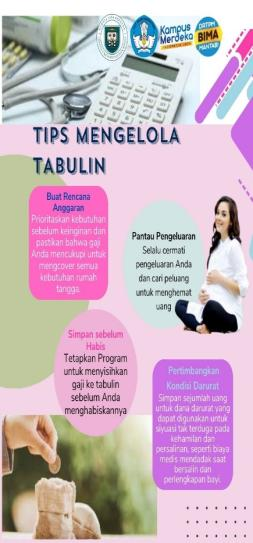 Kampus
Merdeka
INDONESIA JAYA
DRTPM
BIMA
MANTAB!
TIPS MENGELOLA
TABULIN
Buat Rencana
Anggaran
Prioritaskan kebutuhan
sebelum keinginan dan
pastikan bahwa gaji
Anda mencukupi untuk
mengcover semua
kebutuhan rumah
tangga.
Pantau Pengeluaran
Selalu cermati
pengeluaran Anda
dan cari peluang
untuk menghemat
uang
Simpan sebelum
Habis
Tetapkan Program
untuk menyisihkan
gaji ke tabulin
sebelum Anda
menghabiskannya
Pertimbangkan
Kondisi Darurat
Simpan sejumlah uang
untuk dana darurat yang
dapat digunakan untuk
siyuasi tak terduga pada
kehamilan dan
persalinan, seperti biaya
medis mendadak saat
bersalin dan
perlengkapan bayi.